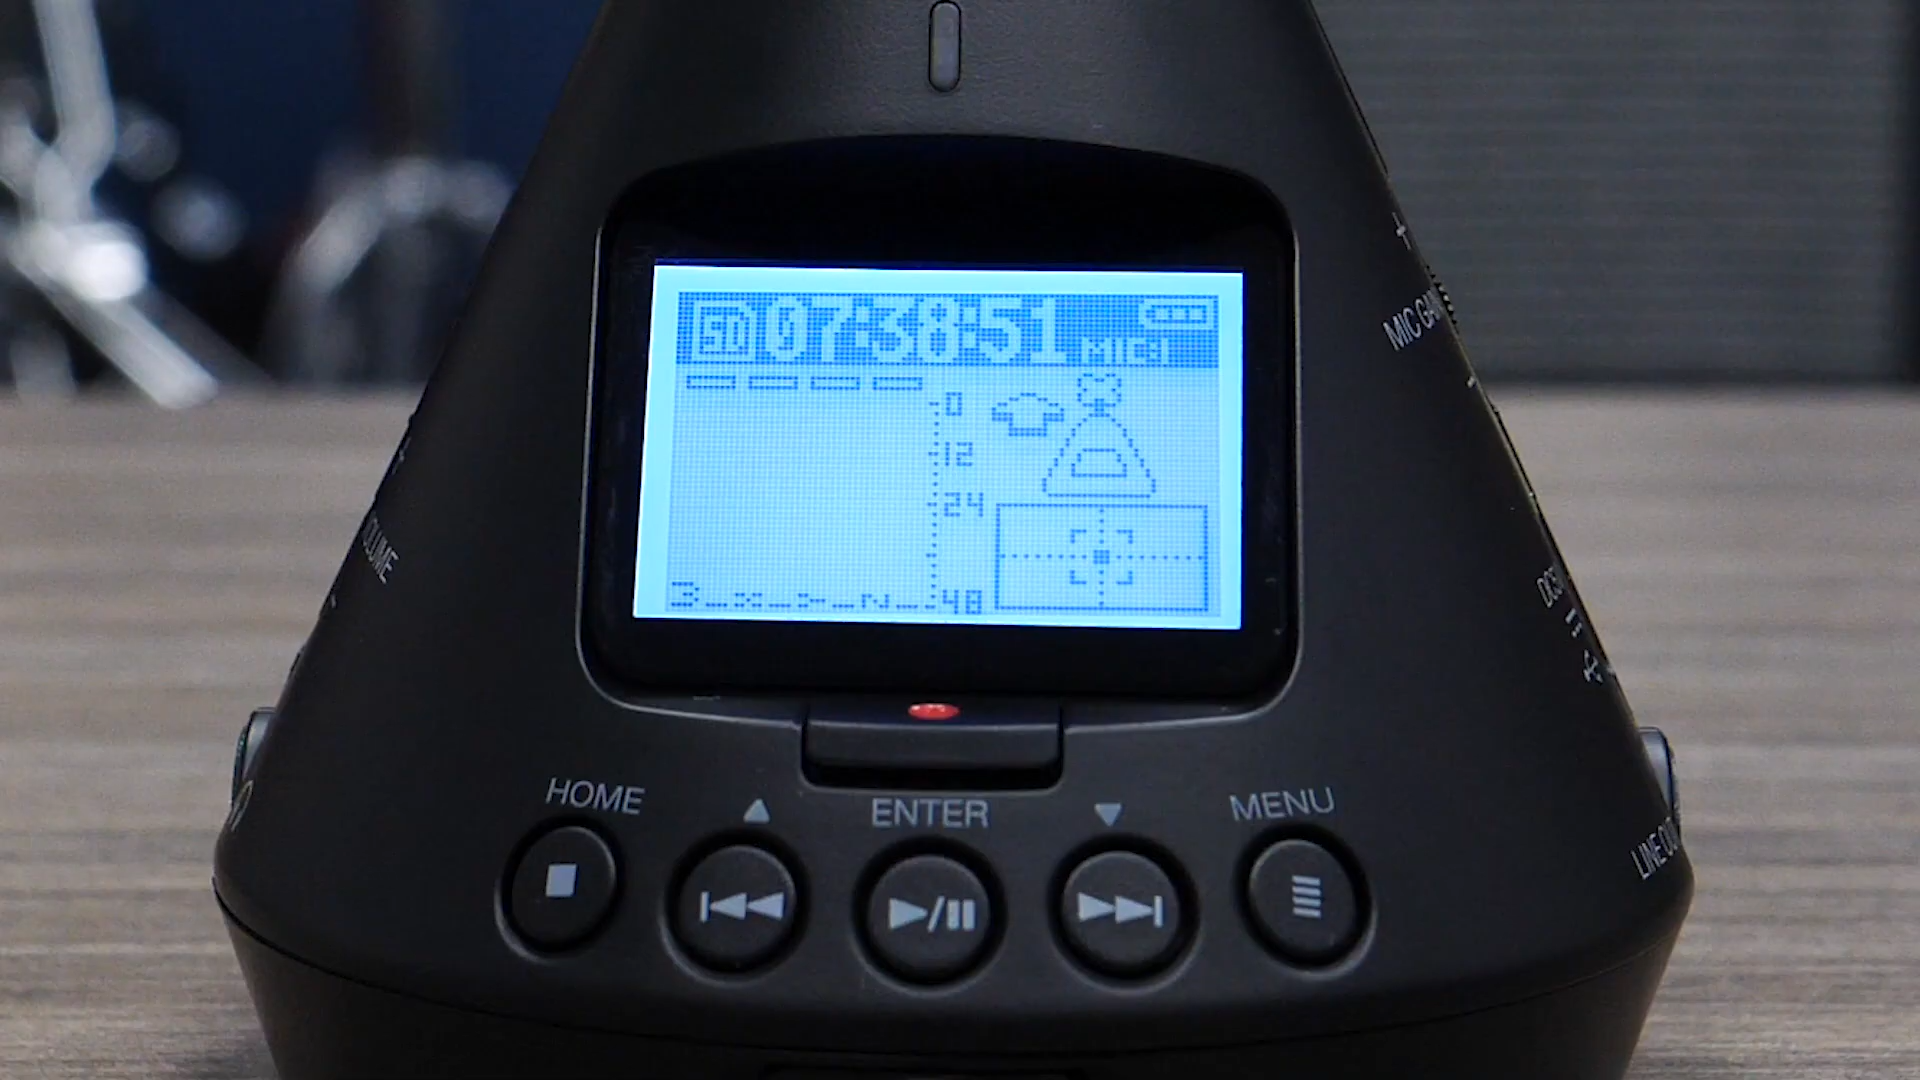 SD 07:38:51 MIC:
0
12
24
48
MIC GAIN
VOLUME
HOME
ENTER
MENU
LINE OUT